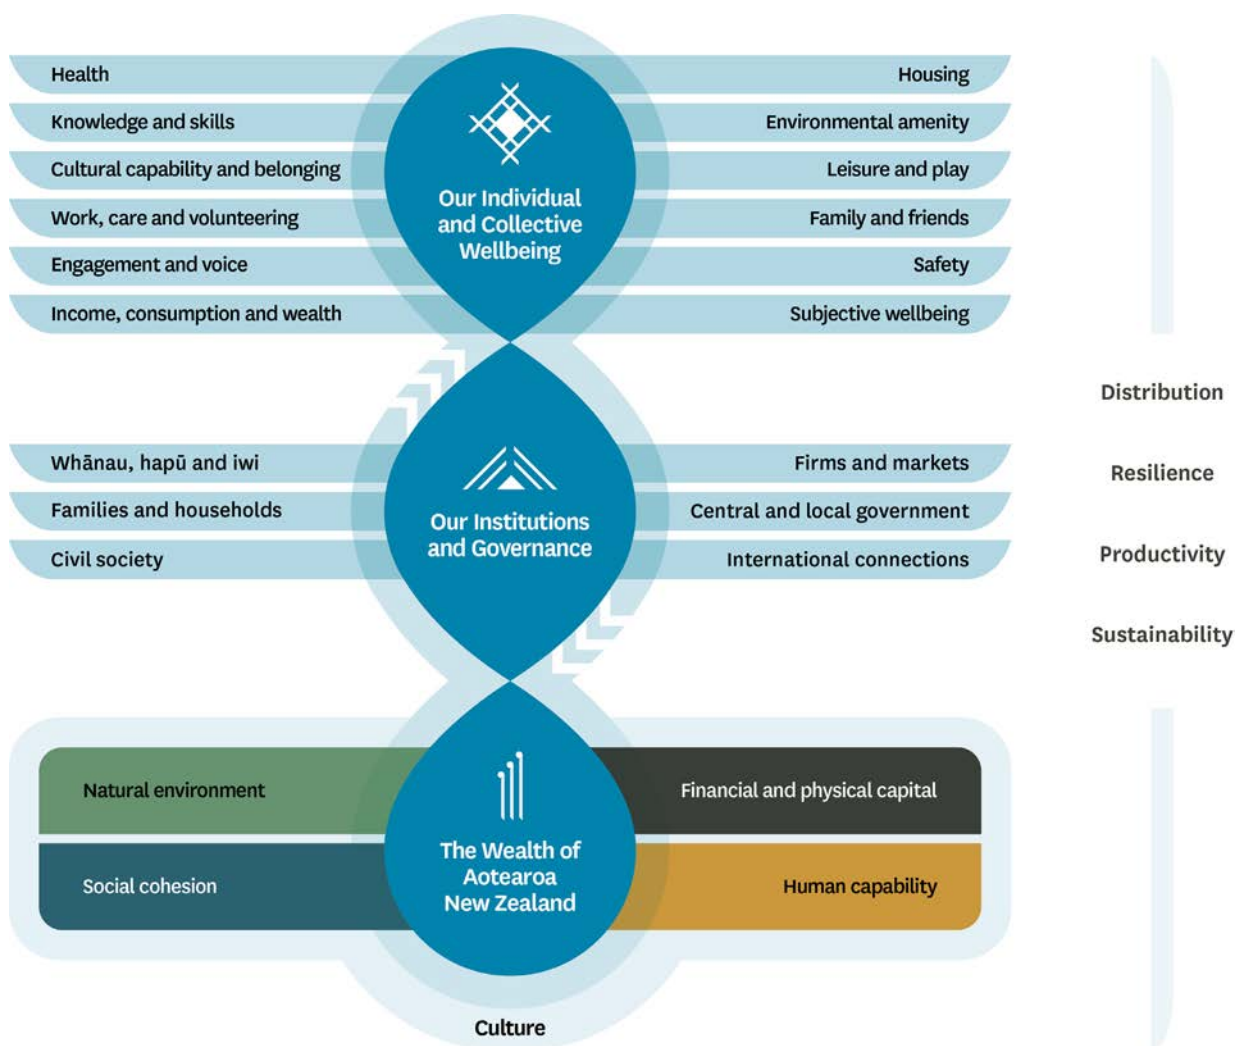 Health
Housing
Knowledge and skills
Environmental amenity
Cultural capability and belonging
Leisure and play
Work, care and volunteering
Family and friends
Engagement and voice
Safety
Income, consumption and wealth
Subjective wellbeing
Our Individual
and Collective
Wellbeing
Whānau, hapū and iwi
Firms and markets
Families and households
Central and local government
Civil society
International connections
Our Institutions
and Governance
Natural environment
Financial and physical capital
Social cohesion
Human capability
The Wealth of
Aotearoa
New Zealand
Culture
Distribution
Resilience
Productivity
Sustainability